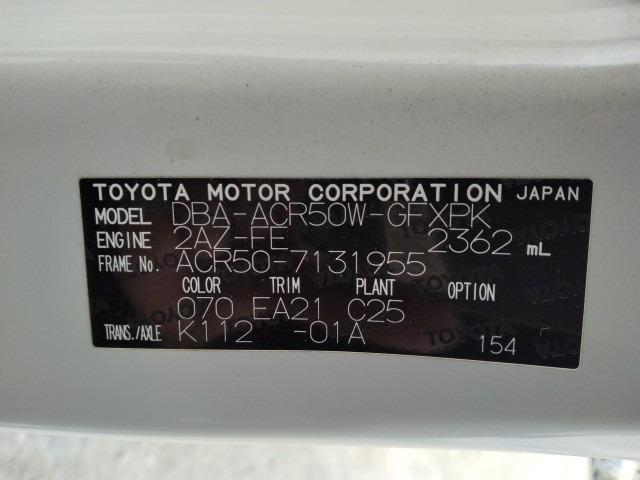 TOYOTA MOTOR CORPORATION JAPAN
MODEL DBA-ACR50W-GFXPK
ENGINE 2AZ-FE 2362 mL
FRAME No. ACR50-7131955
COLOR TRIM PLANT OPTION
070 EA21 C25
TRANS./AXLE K112 -01A 154